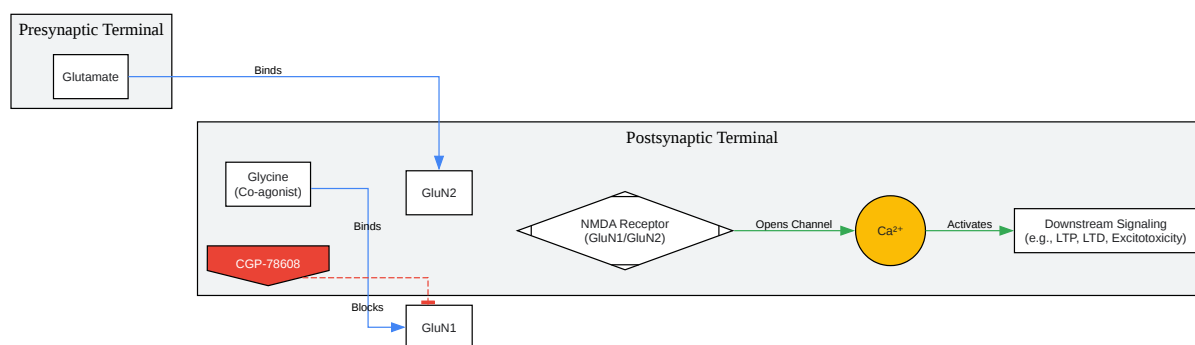 Presynaptic Terminal
Glutamate
Binds
Postsynaptic Terminal
Glycine
(Co-agonist)
GluN2
Binds
NMDA Receptor
(GluN1/GluN2)
Opens Channel
Ca²⁺
Activates
Downstream Signaling
(e.g., LTP, LTD, Excitotoxicity)
CGP-78608
Blocks
GluN1